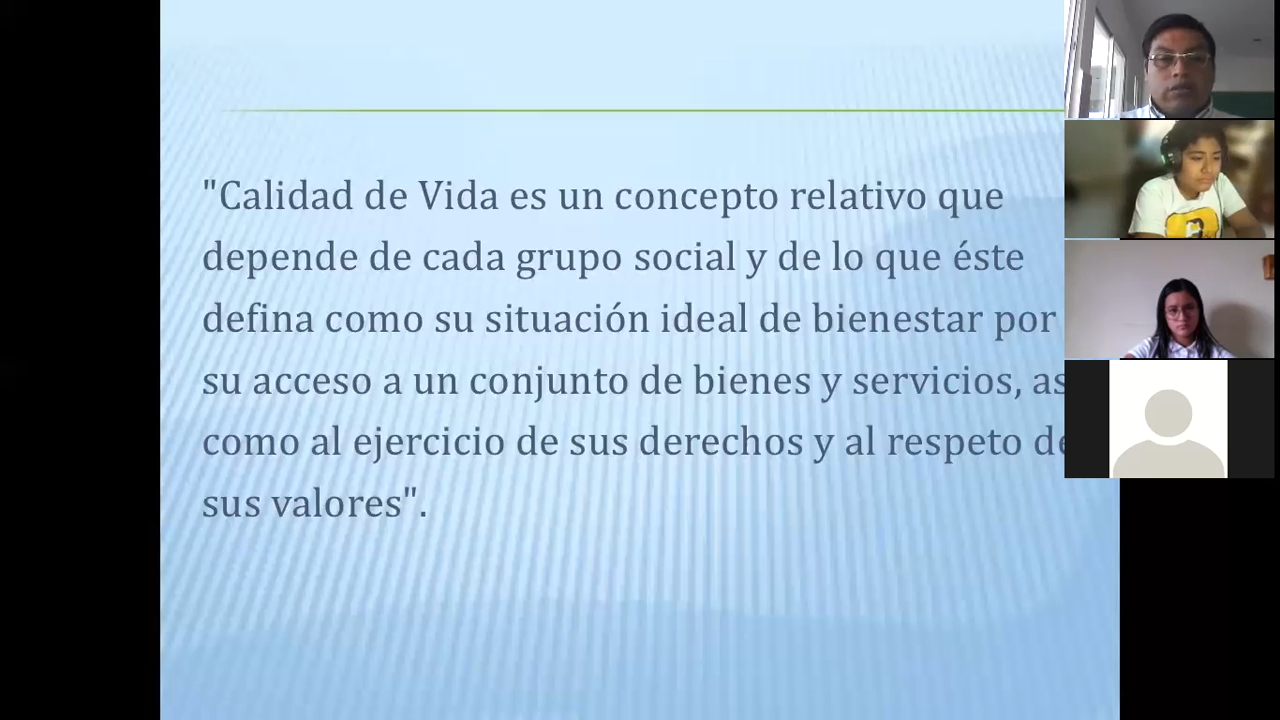 "Calidad de Vida es un concepto relativo que
depende de cada grupo social y de lo que éste
defina como su situación ideal de bienestar por
su acceso a un conjunto de bienes y servicios, as
como al ejercicio de sus derechos y al respeto de
sus valores".